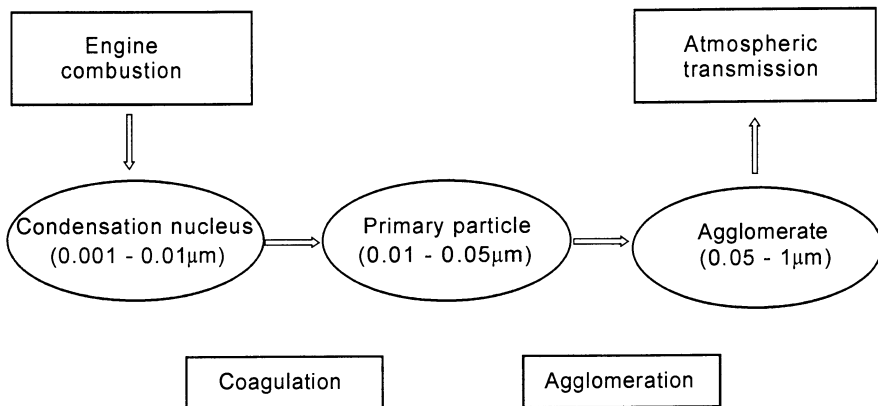 Engine
combustion
Atmospheric
transmission
Condensation nucleus
(0.001 - 0.01µm)
Primary particle
(0.01 - 0.05µm)
Agglomerate
(0.05 - 1µm)
Coagulation
Agglomeration